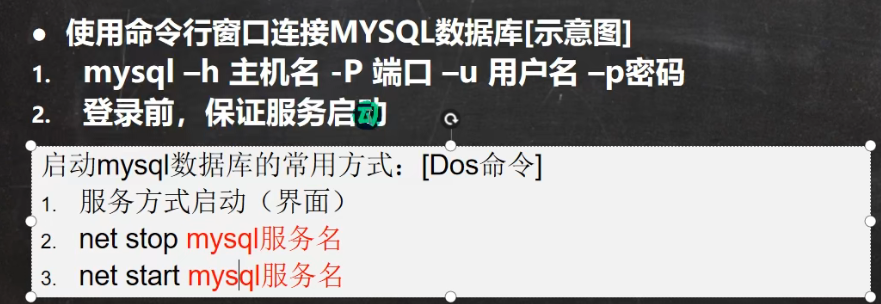 ● 使用命令行窗口连接MYSQL数据库[示意图]
1. mysql –h 主机名 -P 端口 –u 用户名 –p密码
2. 登录前，保证服务启动
启动mysql数据库的常用方式：[Dos命令]
1. 服务方式启动（界面）
2. net stop mysql服务名
3. net start mysql服务名